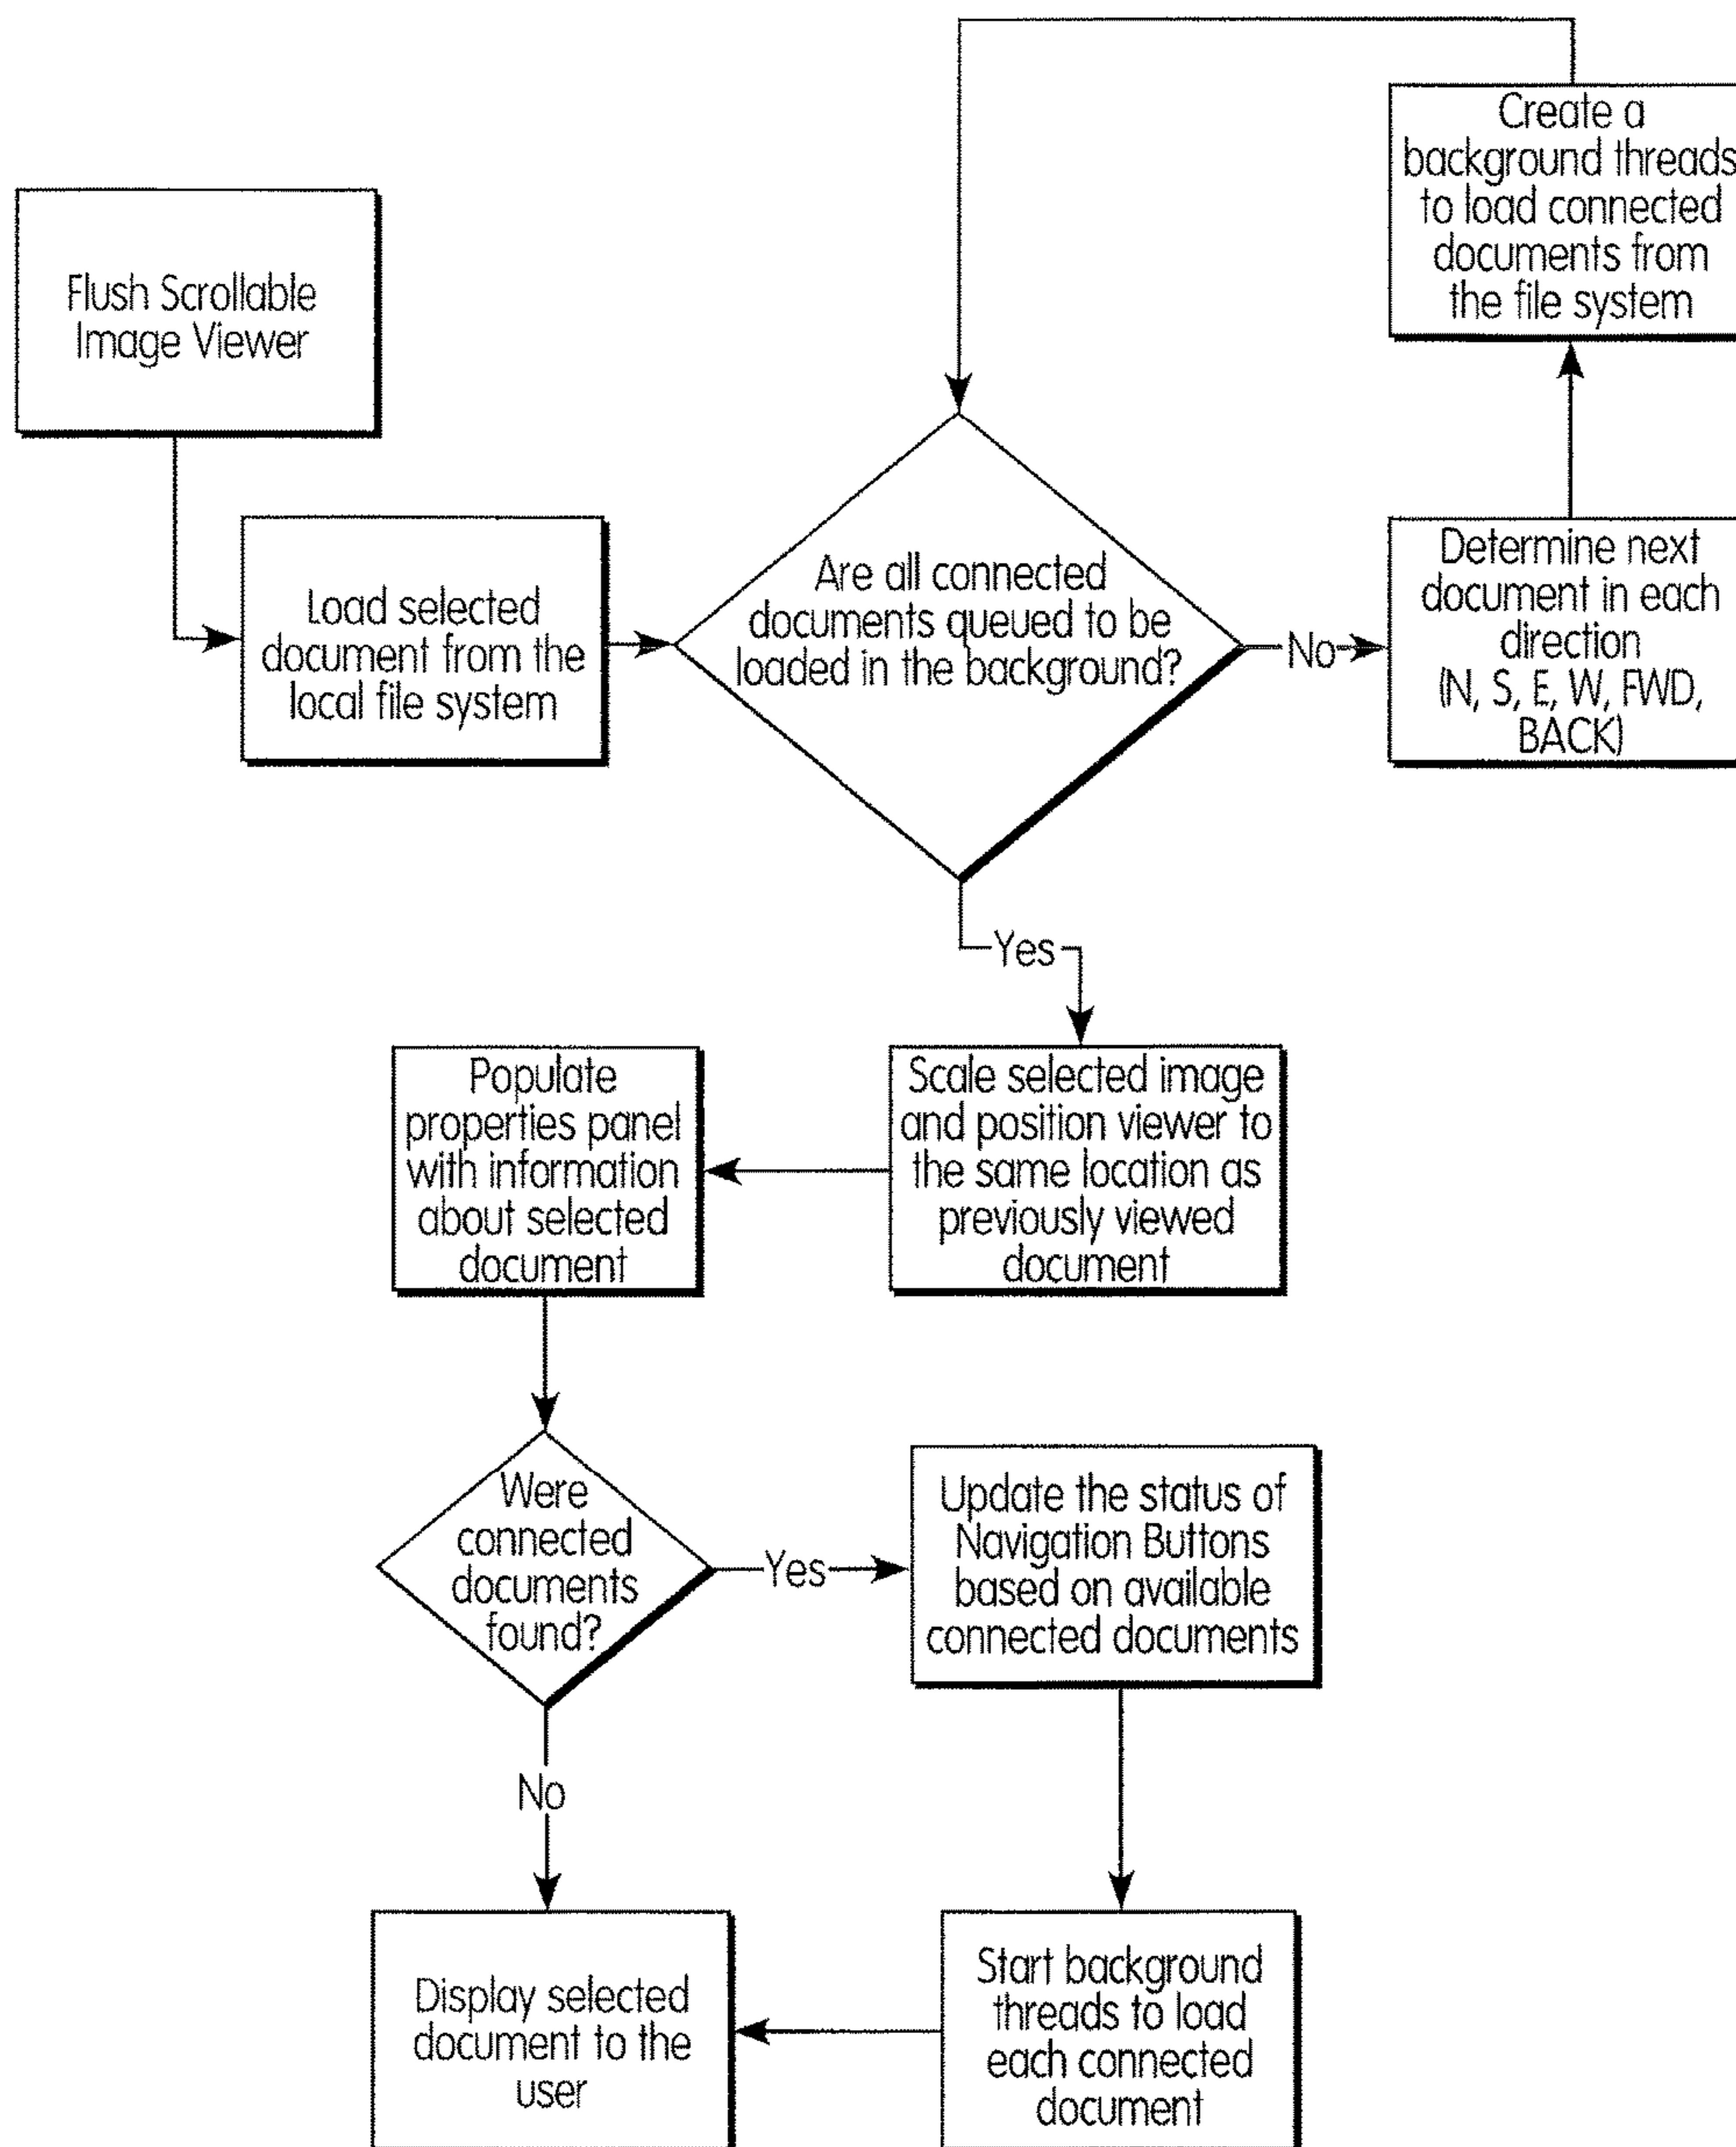 Flush Scrollable
Image Viewer
Load selected
document from the
local file system
Are all connected
documents queued to be
loaded in the background?
No
Determine next
document in each
direction
(N, S, E, W, FWD,
BACK)
Create a
background threads
to load connected
documents from
the file system
Yes
Scale selected image
and position viewer to
the same location as
previously viewed
document
Populate
properties panel
with information
about selected
document
Were
connected
documents
found?
Yes
Update the status of
Navigation Buttons
based on available
connected documents
No
Start background
threads to load
each connected
document
Display selected
document to the
user